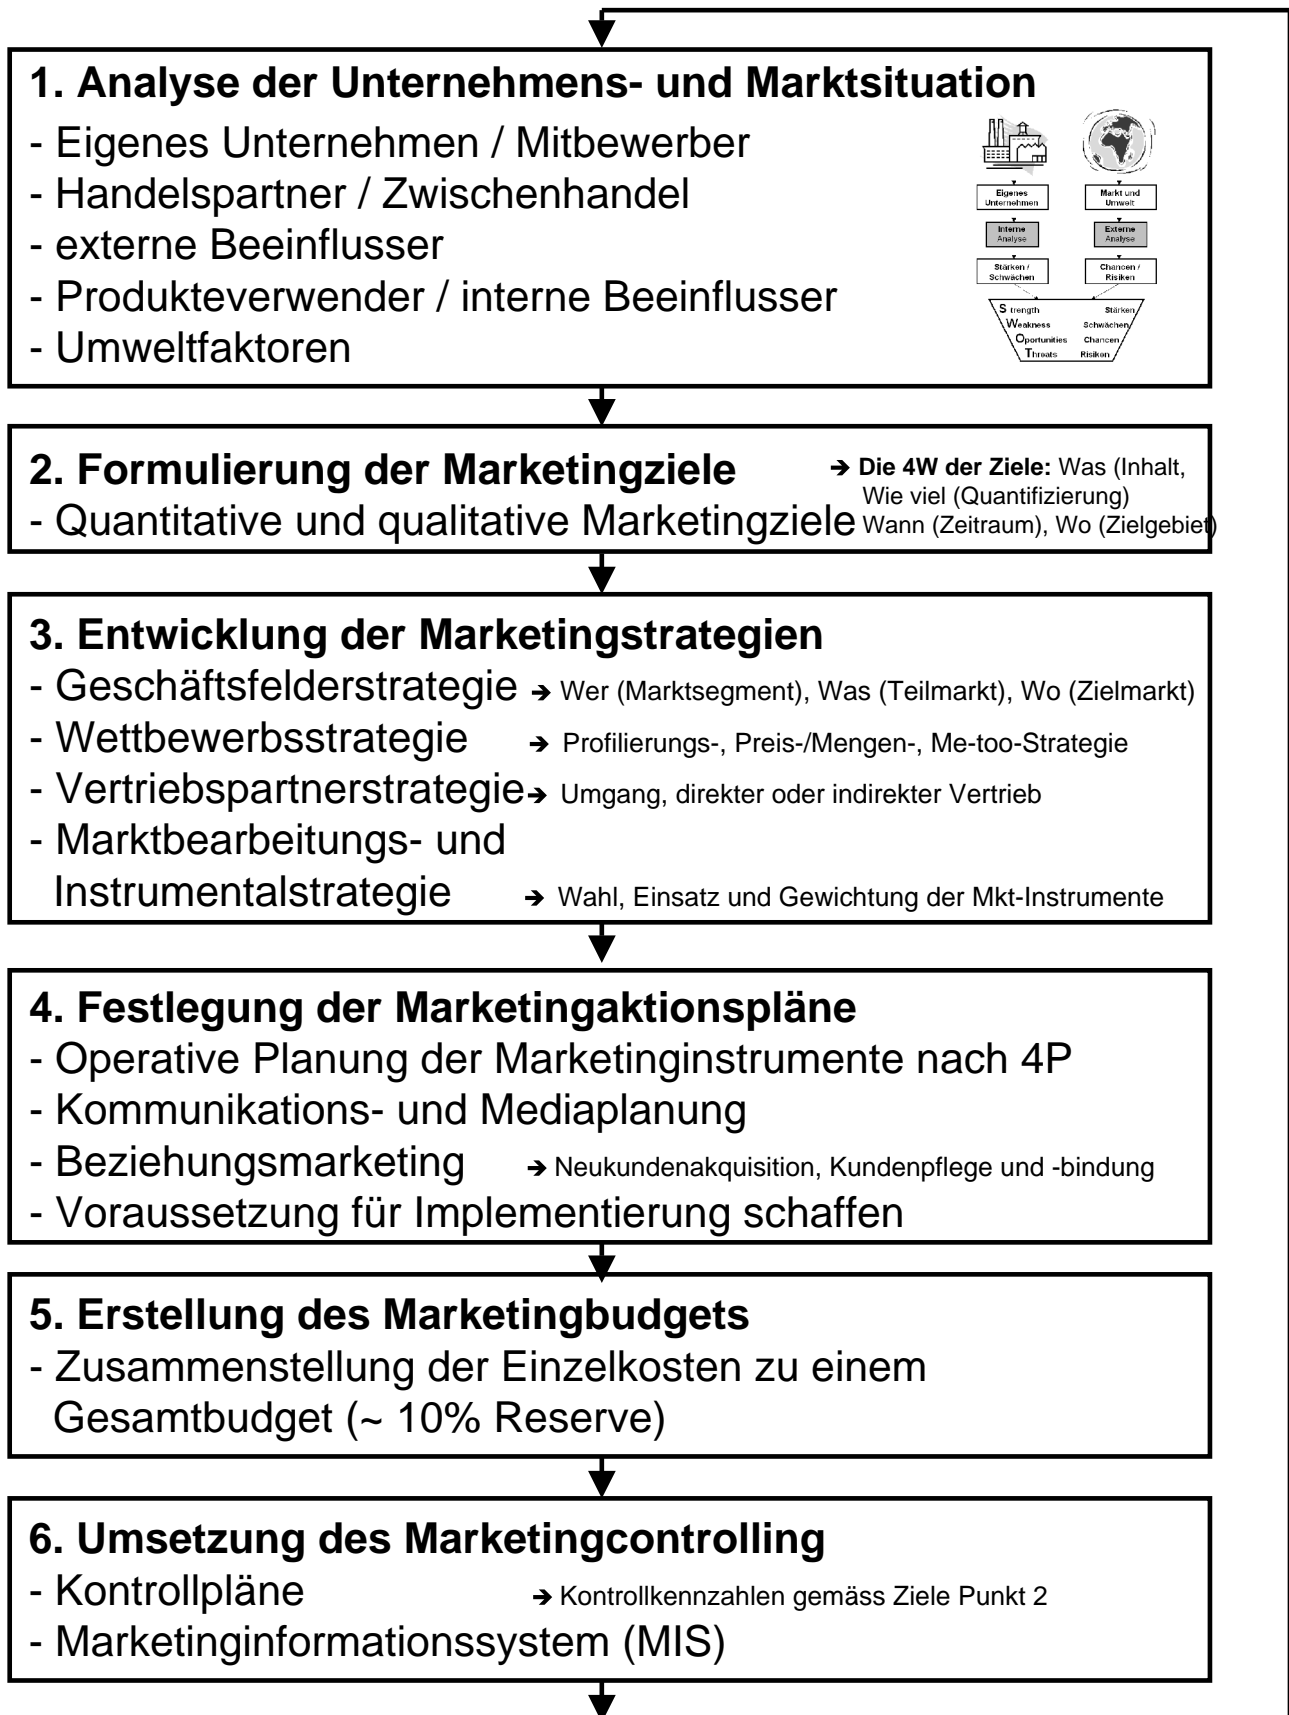 1. Analyse der Unternehmens- und Marktsituation
- Eigenes Unternehmen / Mitbewerber
- Handelspartner / Zwischenhandel
- externe Beeinflusser
- Produkteverwender / interne Beeinflusser
- Umweltfaktoren
Eigenes
Unternehmen
Markt und
Umwelt
Interne
Analyse
Externe
Analyse
Stärken /
Schwächen
Chancen /
Risiken
S trength Stärken
Weakness Schwächen
Oportunities Chancen
Threats Risiken
2. Formulierung der Marketingziele
- Quantitative und qualitative Marketingziele
➔ Die 4W der Ziele: Was (Inhalt,
Wie viel (Quantifizierung)
Wann (Zeitraum), Wo (Zielgebiet)
3. Entwicklung der Marketingstrategien
- Geschäftsfelderstrategie ➔ Wer (Marktsegment), Was (Teilmarkt), Wo (Zielmarkt)
- Wettbewerbsstrategie ➔ Profilierungs-, Preis-/Mengen-, Me-too-Strategie
- Vertriebspartnerstrategie ➔ Umgang, direkter oder indirekter Vertrieb
- Marktbearbeitungs- und
Instrumentalstrategie ➔ Wahl, Einsatz und Gewichtung der Mkt-Instrumente
4. Festlegung der Marketingaktionspläne
- Operative Planung der Marketinginstrumente nach 4P
- Kommunikations- und Mediaplanung
- Beziehungsmarketing ➔ Neukundenakquisition, Kundenpflege und -bindung
- Voraussetzung für Implementierung schaffen
5. Erstellung des Marketingbudgets
- Zusammenstellung der Einzelkosten zu einem
Gesamtbudget (~ 10% Reserve)
6. Umsetzung des Marketingcontrolling
- Kontrollpläne ➔ Kontrollkennzahlen gemäss Ziele Punkt 2
- Marketinginformationssystem (MIS)